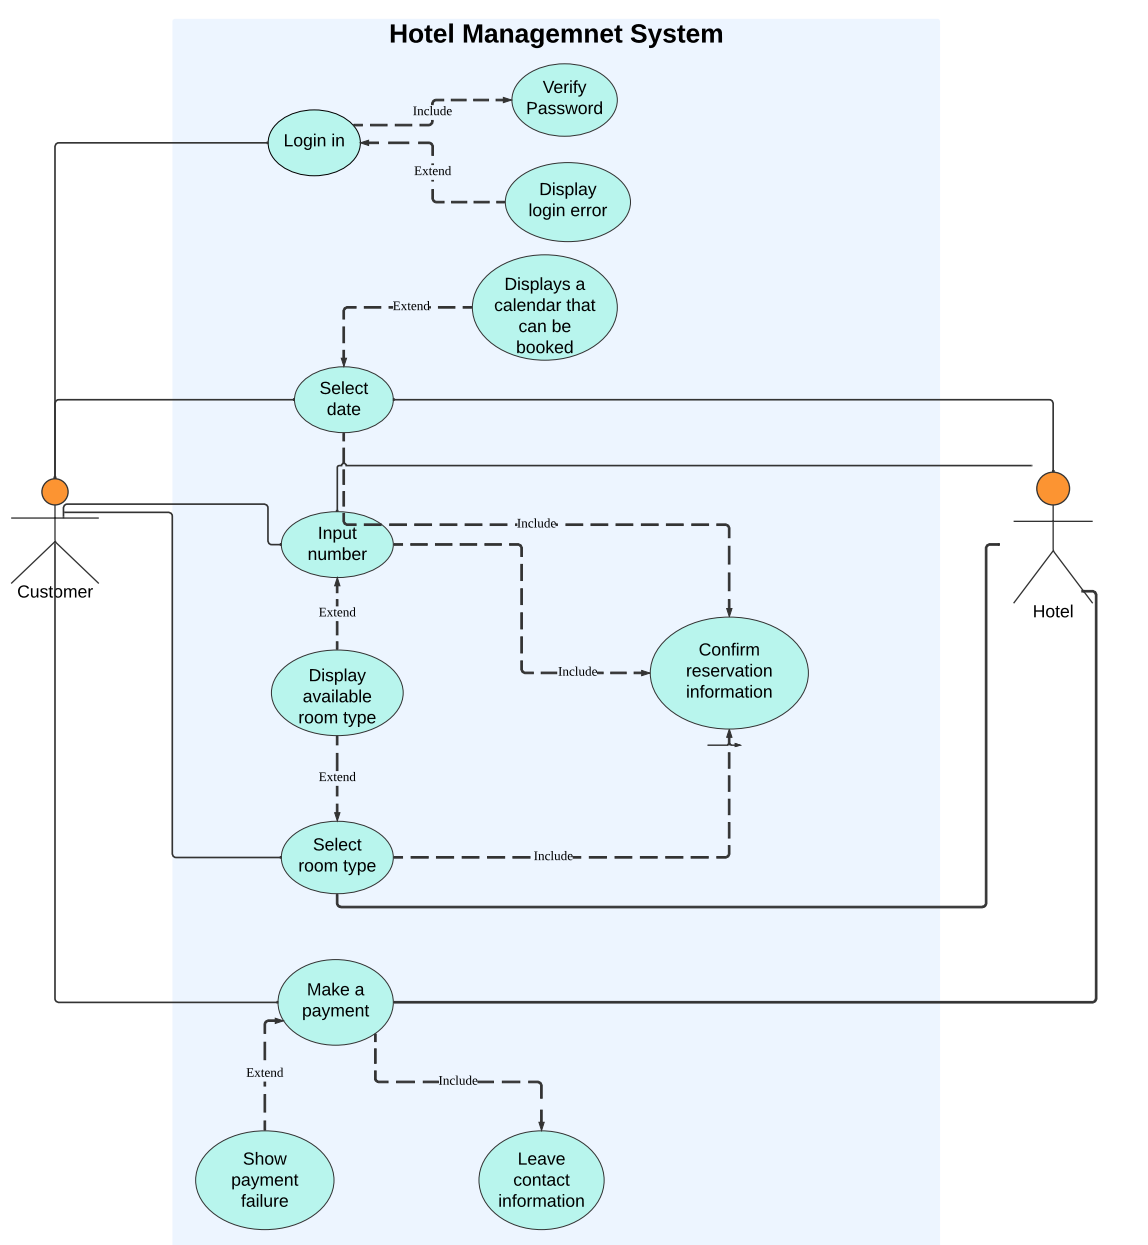 Hotel Managemnet System
Verify
Password
Include
Login in
Extend
Display
login error
Displays a
calendar that
can be
booked
Extend
Select
date
Include
Input
number
Customer
Hotel
Extend
Confirm
reservation
information
Include
Display
available
room type
Extend
Select
room type
Include
Make a
payment
Extend
Include
Show
payment
failure
Leave
contact
information